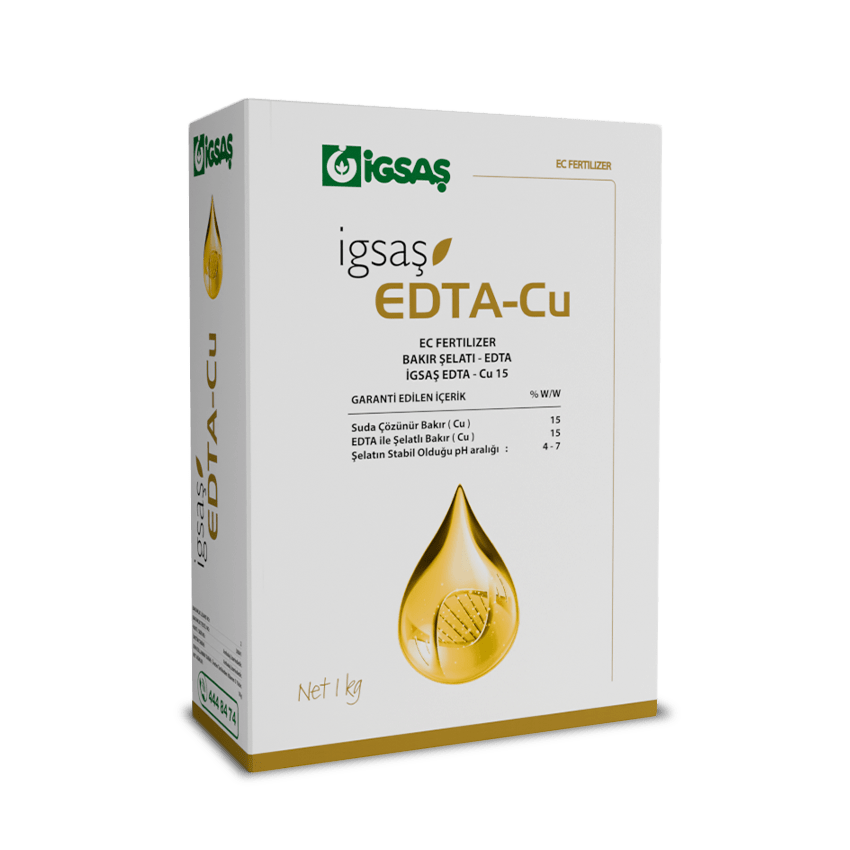 İGSAŞ
EC FERTILIZER
igsaş
EDTA-Cu
EC FERTILIZER
BAKIR ŞELATI - EDTA
İGSAŞ EDTA - Cu 15
GARANTİ EDİLEN İÇERİK % W/W
Suda Çözünür Bakır ( Cu ) 15
EDTA ile Şelatlı Bakır ( Cu ) 15
Şelatın Stabil Olduğu pH aralığı : 4 - 7
Net 1 kg
İGSAŞ
igsaş EDTA-Cu
444 84 74